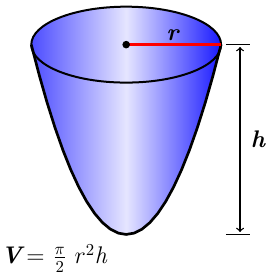 r
h
V = π/2 r²h